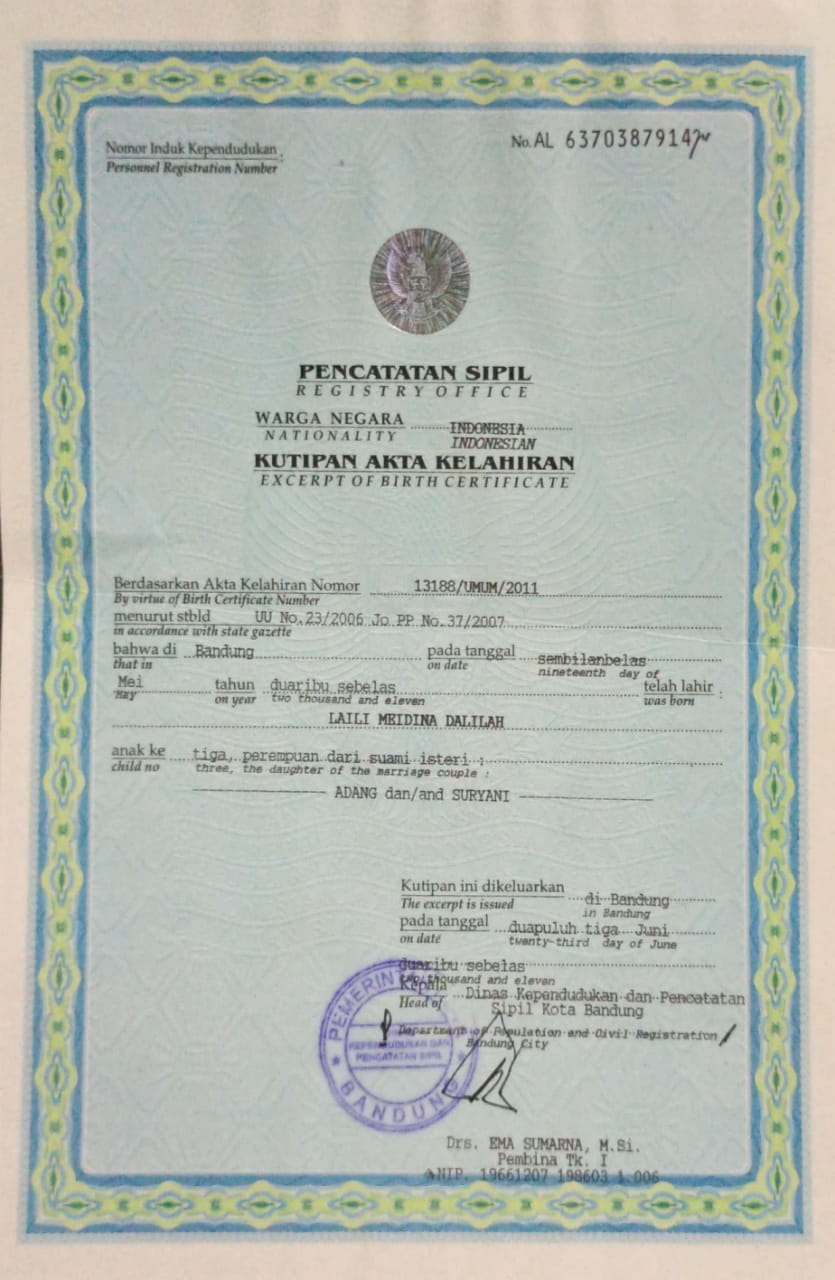 Nomor Induk Kependudukan :
Personnel Registration Number
No. AL 6370387914
PENCATATAN SIPIL
REGISTRY OFFICE
WARGA NEGARA INDONESIA
NATIONALITY INDONESIAN
KUTIPAN AKTA KELAHIRAN
EXCERPT OF BIRTH CERTIFICATE
Berdasarkan Akta Kelahiran Nomor 13188/UMUM/2011
By virtue of Birth Certificate Number
menurut stbld UU No.23/2006 Jo PP No.37/2007
in accordance with state gazette
bahwa di Bandung pada tanggal sembilanbelas
that in on date nineteenth day of
Mei tahun duaribu sebelas telah lahir :
May on year two thousand and eleven was born
LAILI MEIDINA DALILAH
anak ke tiga, perempuan dari suami isteri :
child no three, the daughter of the marriage couple :
ADANG dan/and SURYANI
Kutipan ini dikeluarkan di Bandung
The excerpt is issued in Bandung
pada tanggal duapuluh tiga Juni
on date twenty-third day of June
duaribu sebelas
two thousand and eleven
Kepala Dinas Kependudukan dan Pencatatan
Head of Sipil Kota Bandung
Department of Population and Civil Registration
Bandung City
PEMERIN
KEPENDUDUKAN DAN
PENCATATAN SIPIL
BANDUNG
Drs. EMA SUMARNA, M.Si.
Pembina Tk. I
NIP. 19661207 198603 1 006